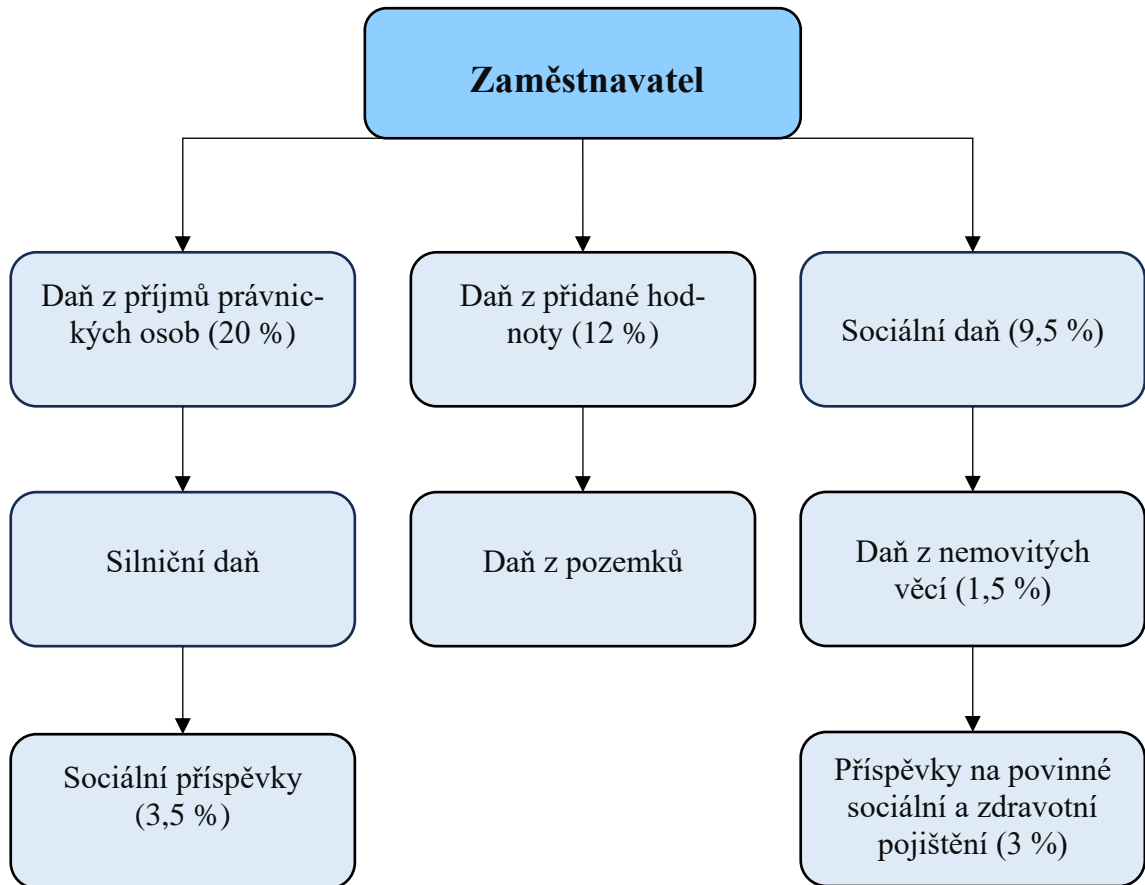 Zaměstnavatel
Daň z příjmů právnic-
kých osob (20 %)
Daň z přidané hod-
noty (12 %)
Sociální daň (9,5 %)
Silniční daň
Daň z pozemků
Daň z nemovitých
věcí (1,5 %)
Sociální příspěvky
(3,5 %)
Příspěvky na povinné
sociální a zdravotní
pojištění (3 %)